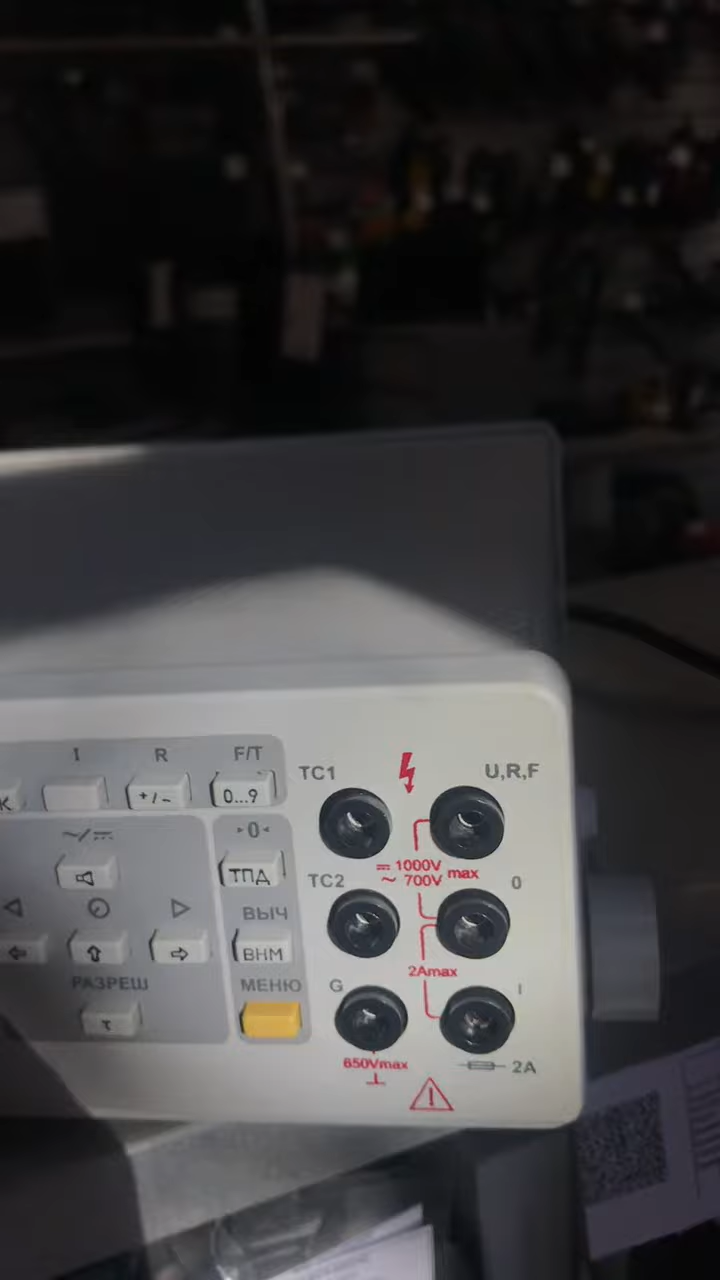 I R F/T
К +/- 0...9
~/⎓
▸0◂
ТПД
ВЫЧ
ВНМ
РАЗРЕШ
τ
МЕНЮ
TC1 U,R,F
⎓ 1000V
~ 700V max
TC2 0
2Amax
G I
650Vmax
2A